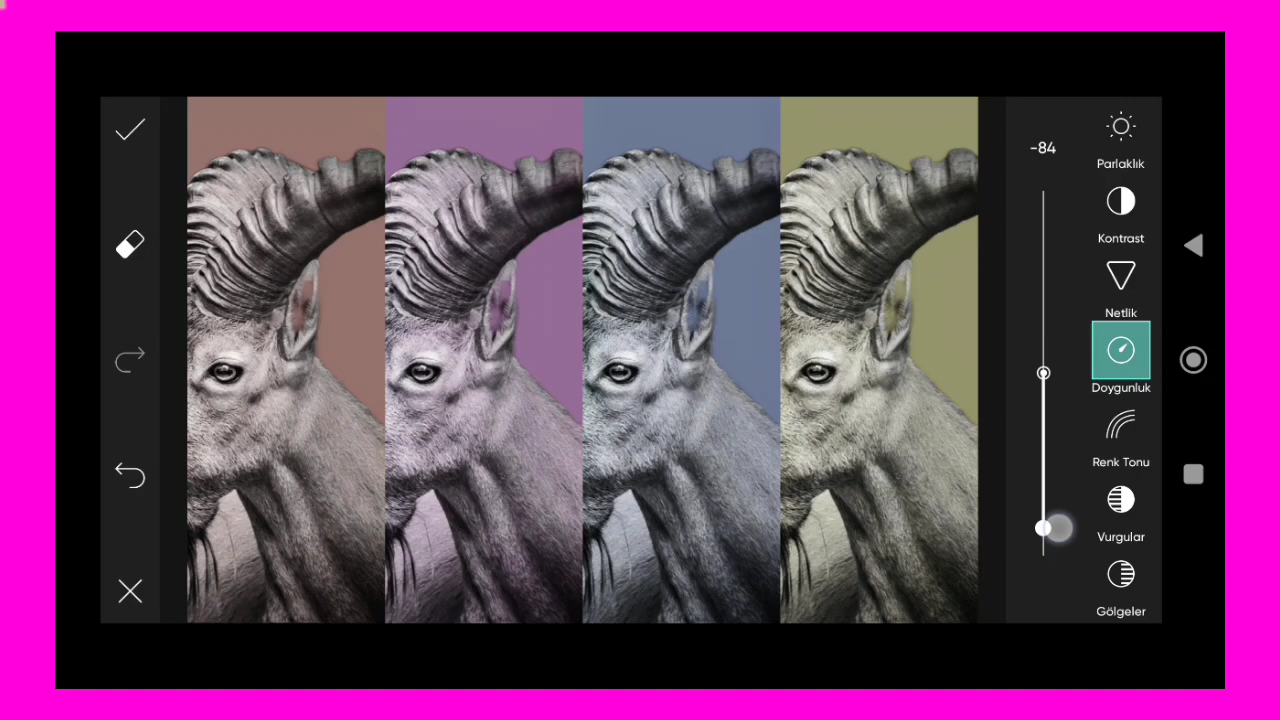 -84
Parlaklık
Kontrast
Netlik
Doygunluk
Renk Tonu
Vurgular
Gölgeler